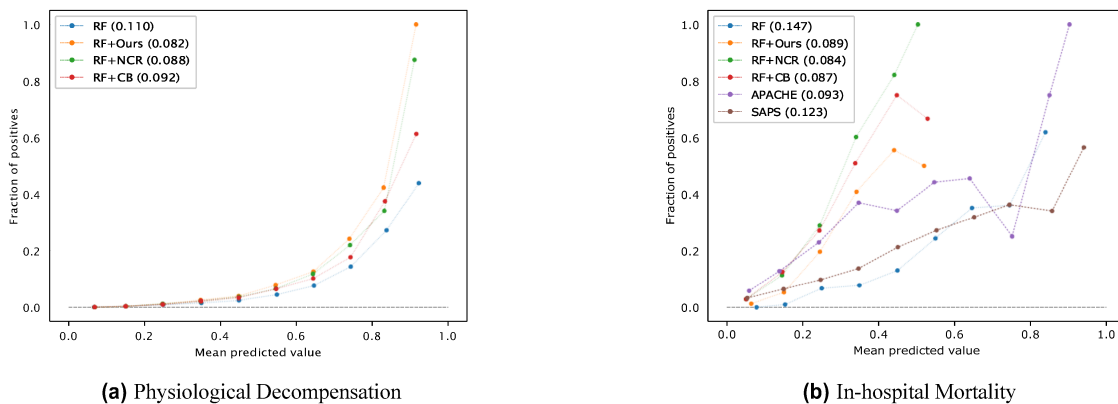 RF (0.110)
RF+Ours (0.082)
RF+NCR (0.088)
RF+CB (0.092)
Fraction of positives
1.0
0.8
0.6
0.4
0.2
0.0
0.0 0.2 0.4 0.6 0.8 1.0
Mean predicted value
(a) Physiological Decompensation
RF (0.147)
RF+Ours (0.089)
RF+NCR (0.084)
RF+CB (0.087)
APACHE (0.093)
SAPS (0.123)
Fraction of positives
1.0
0.8
0.6
0.4
0.2
0.0
0.0 0.2 0.4 0.6 0.8 1.0
Mean predicted value
(b) In-hospital Mortality